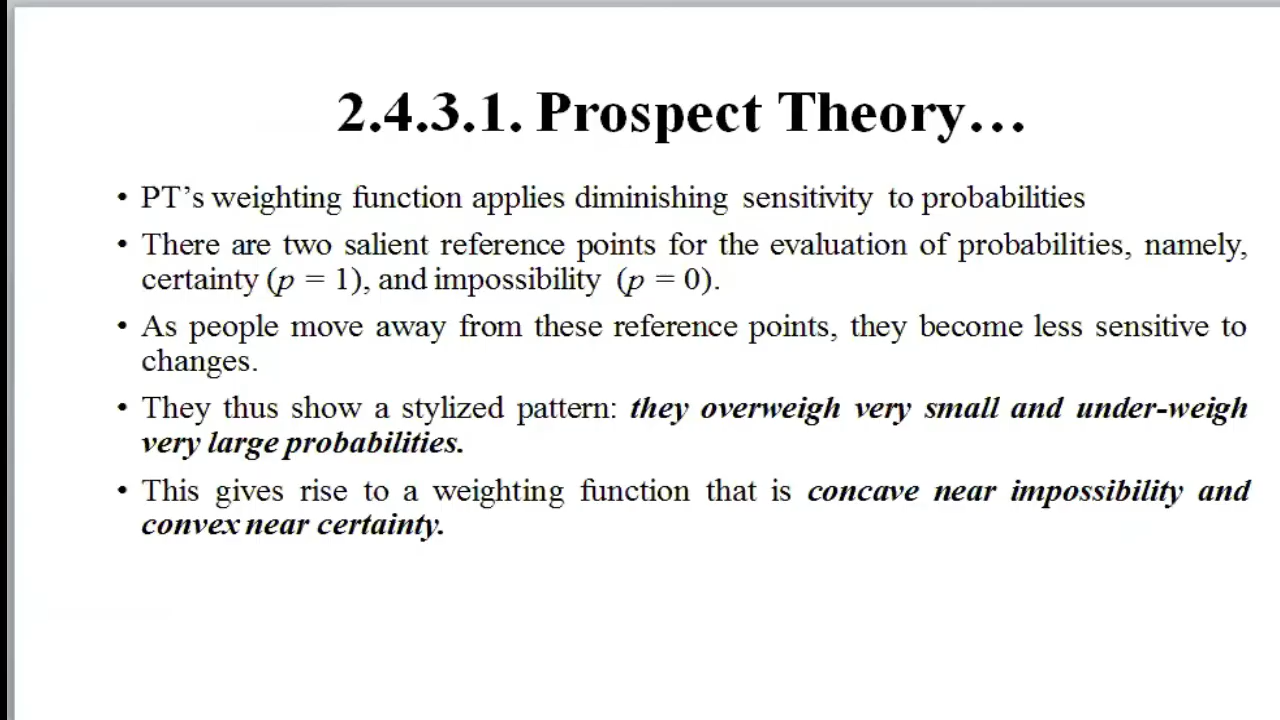 2.4.3.1. Prospect Theory…
• PT’s weighting function applies diminishing sensitivity to probabilities
• There are two salient reference points for the evaluation of probabilities, namely,
certainty (p = 1), and impossibility (p = 0).
• As people move away from these reference points, they become less sensitive to
changes.
• They thus show a stylized pattern: they overweigh very small and under-weigh
very large probabilities.
• This gives rise to a weighting function that is concave near impossibility and
convex near certainty.